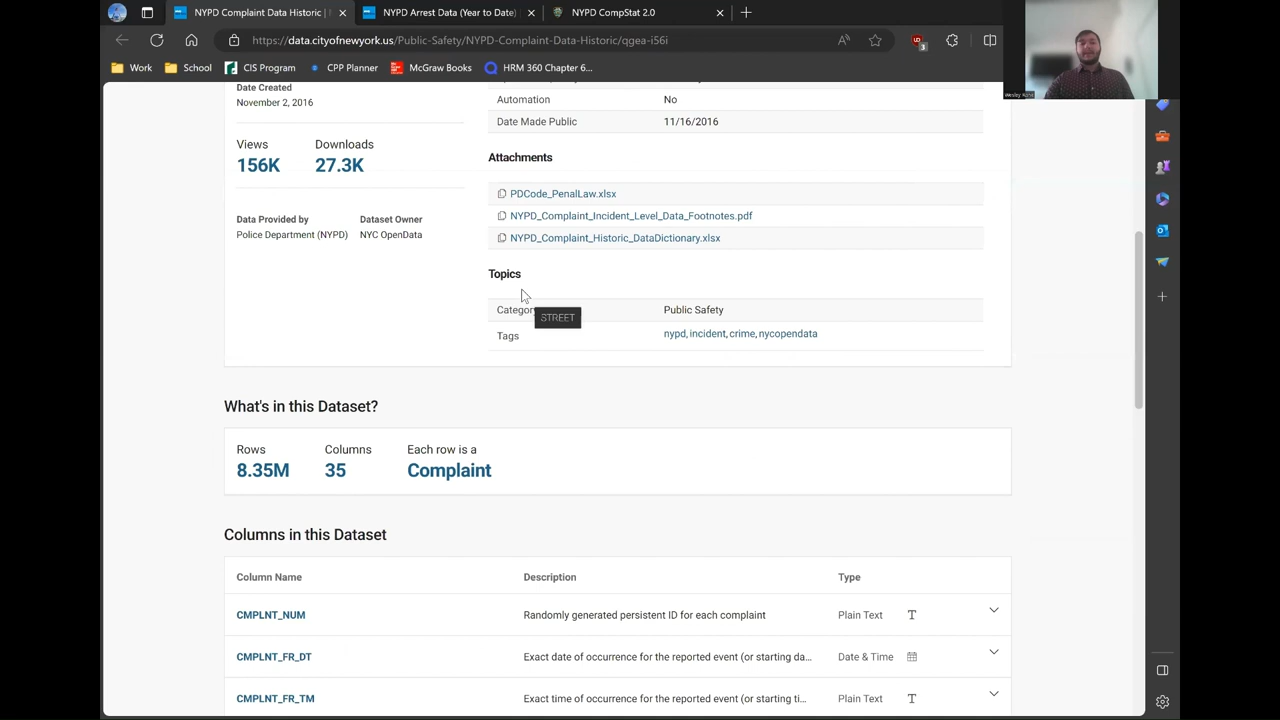 NYPD Complaint Data Historic |
NYPD Arrest Data (Year to Date)
NYPD CompStat 2.0
https://data.cityofnewyork.us/Public-Safety/NYPD-Complaint-Data-Historic/qgea-i56i
Work
School
CIS Program
CPP Planner
McGraw Books
HRM 360 Chapter 6...
Date Created
November 2, 2016
Views
Downloads
156K
27.3K
Data Provided by
Dataset Owner
Police Department (NYPD)
NYC OpenData
Automation
No
Date Made Public
11/16/2016
Attachments
PDCode_PenalLaw.xlsx
NYPD_Complaint_Incident_Level_Data_Footnotes.pdf
NYPD_Complaint_Historic_DataDictionary.xlsx
Topics
Categor
Public Safety
STREET
Tags
nypd, incident, crime, nycopendata
What's in this Dataset?
Rows
Columns
Each row is a
8.35M
35
Complaint
Columns in this Dataset
Column Name
Description
Type
CMPLNT_NUM
Randomly generated persistent ID for each complaint
Plain Text
CMPLNT_FR_DT
Exact date of occurrence for the reported event (or starting da...
Date & Time
CMPLNT_FR_TM
Exact time of occurrence for the reported event (or starting ti...
Plain Text